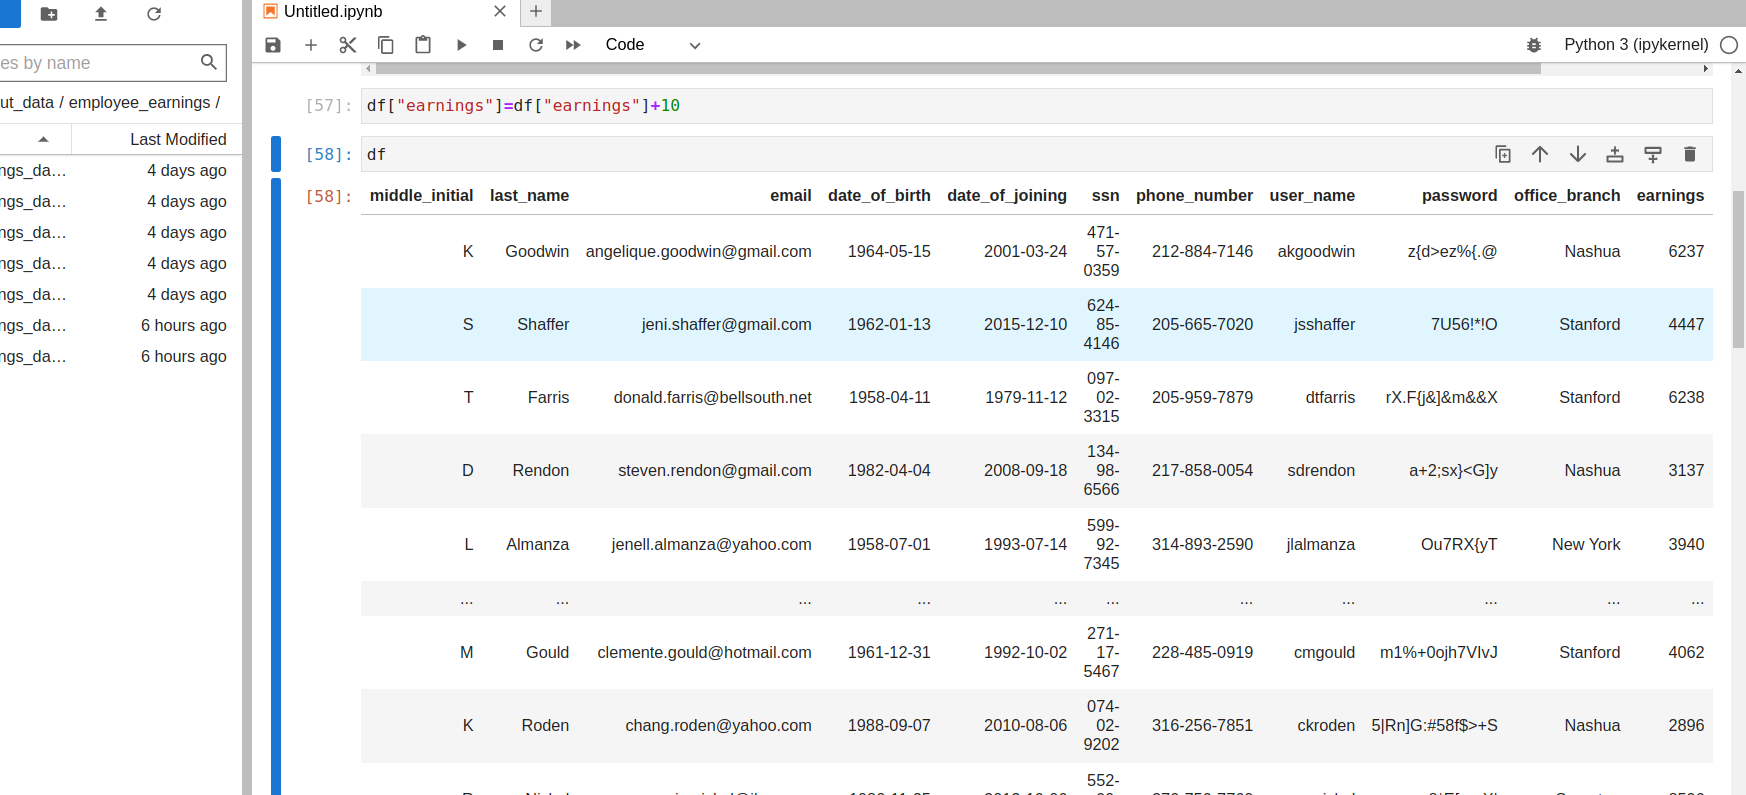 Untitled.ipynb
Code
Python 3 (ipykernel)
es by name
ut_data / employee_earnings /
Last Modified
ngs_da… 4 days ago
ngs_da… 4 days ago
ngs_da… 4 days ago
ngs_da… 4 days ago
ngs_da… 4 days ago
ngs_da… 6 hours ago
ngs_da… 6 hours ago
[57]: df["earnings"]=df["earnings"]+10
[58]: df
[58]: middle_initial last_name email date_of_birth date_of_joining ssn phone_number user_name password office_branch earnings
K Goodwin angelique.goodwin@gmail.com 1964-05-15 2001-03-24 471-57-0359 212-884-7146 akgoodwin z{d>ez%{.@ Nashua 6237
S Shaffer jeni.shaffer@gmail.com 1962-01-13 2015-12-10 624-85-4146 205-665-7020 jsshaffer 7U56!*!O Stanford 4447
T Farris donald.farris@bellsouth.net 1958-04-11 1979-11-12 097-02-3315 205-959-7879 dtfarris rX.F{j&]&m&&X Stanford 6238
D Rendon steven.rendon@gmail.com 1982-04-04 2008-09-18 134-98-6566 217-858-0054 sdrendon a+2;sx}<G]y Nashua 3137
L Almanza jenell.almanza@yahoo.com 1958-07-01 1993-07-14 599-92-7345 314-893-2590 jlalmanza Ou7RX{yT New York 3940
... ... ... ... ... ... ... ... ... ... ...
M Gould clemente.gould@hotmail.com 1961-12-31 1992-10-02 271-17-5467 228-485-0919 cmgould m1%+0ojh7VIvJ Stanford 4062
K Roden chang.roden@yahoo.com 1988-09-07 2010-08-06 074-02-9202 316-256-7851 ckroden 5|Rn]G:#58f$>+S Nashua 2896
552-